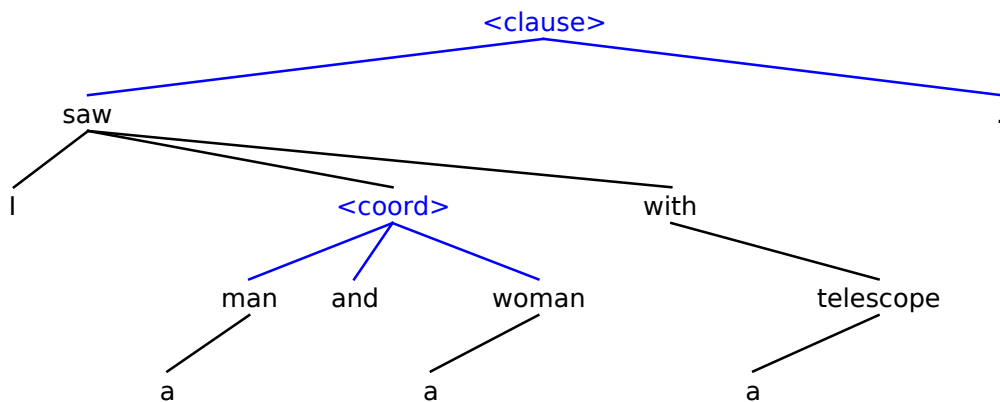 <clause>
saw .
I <coord> with
man and woman telescope
a a a